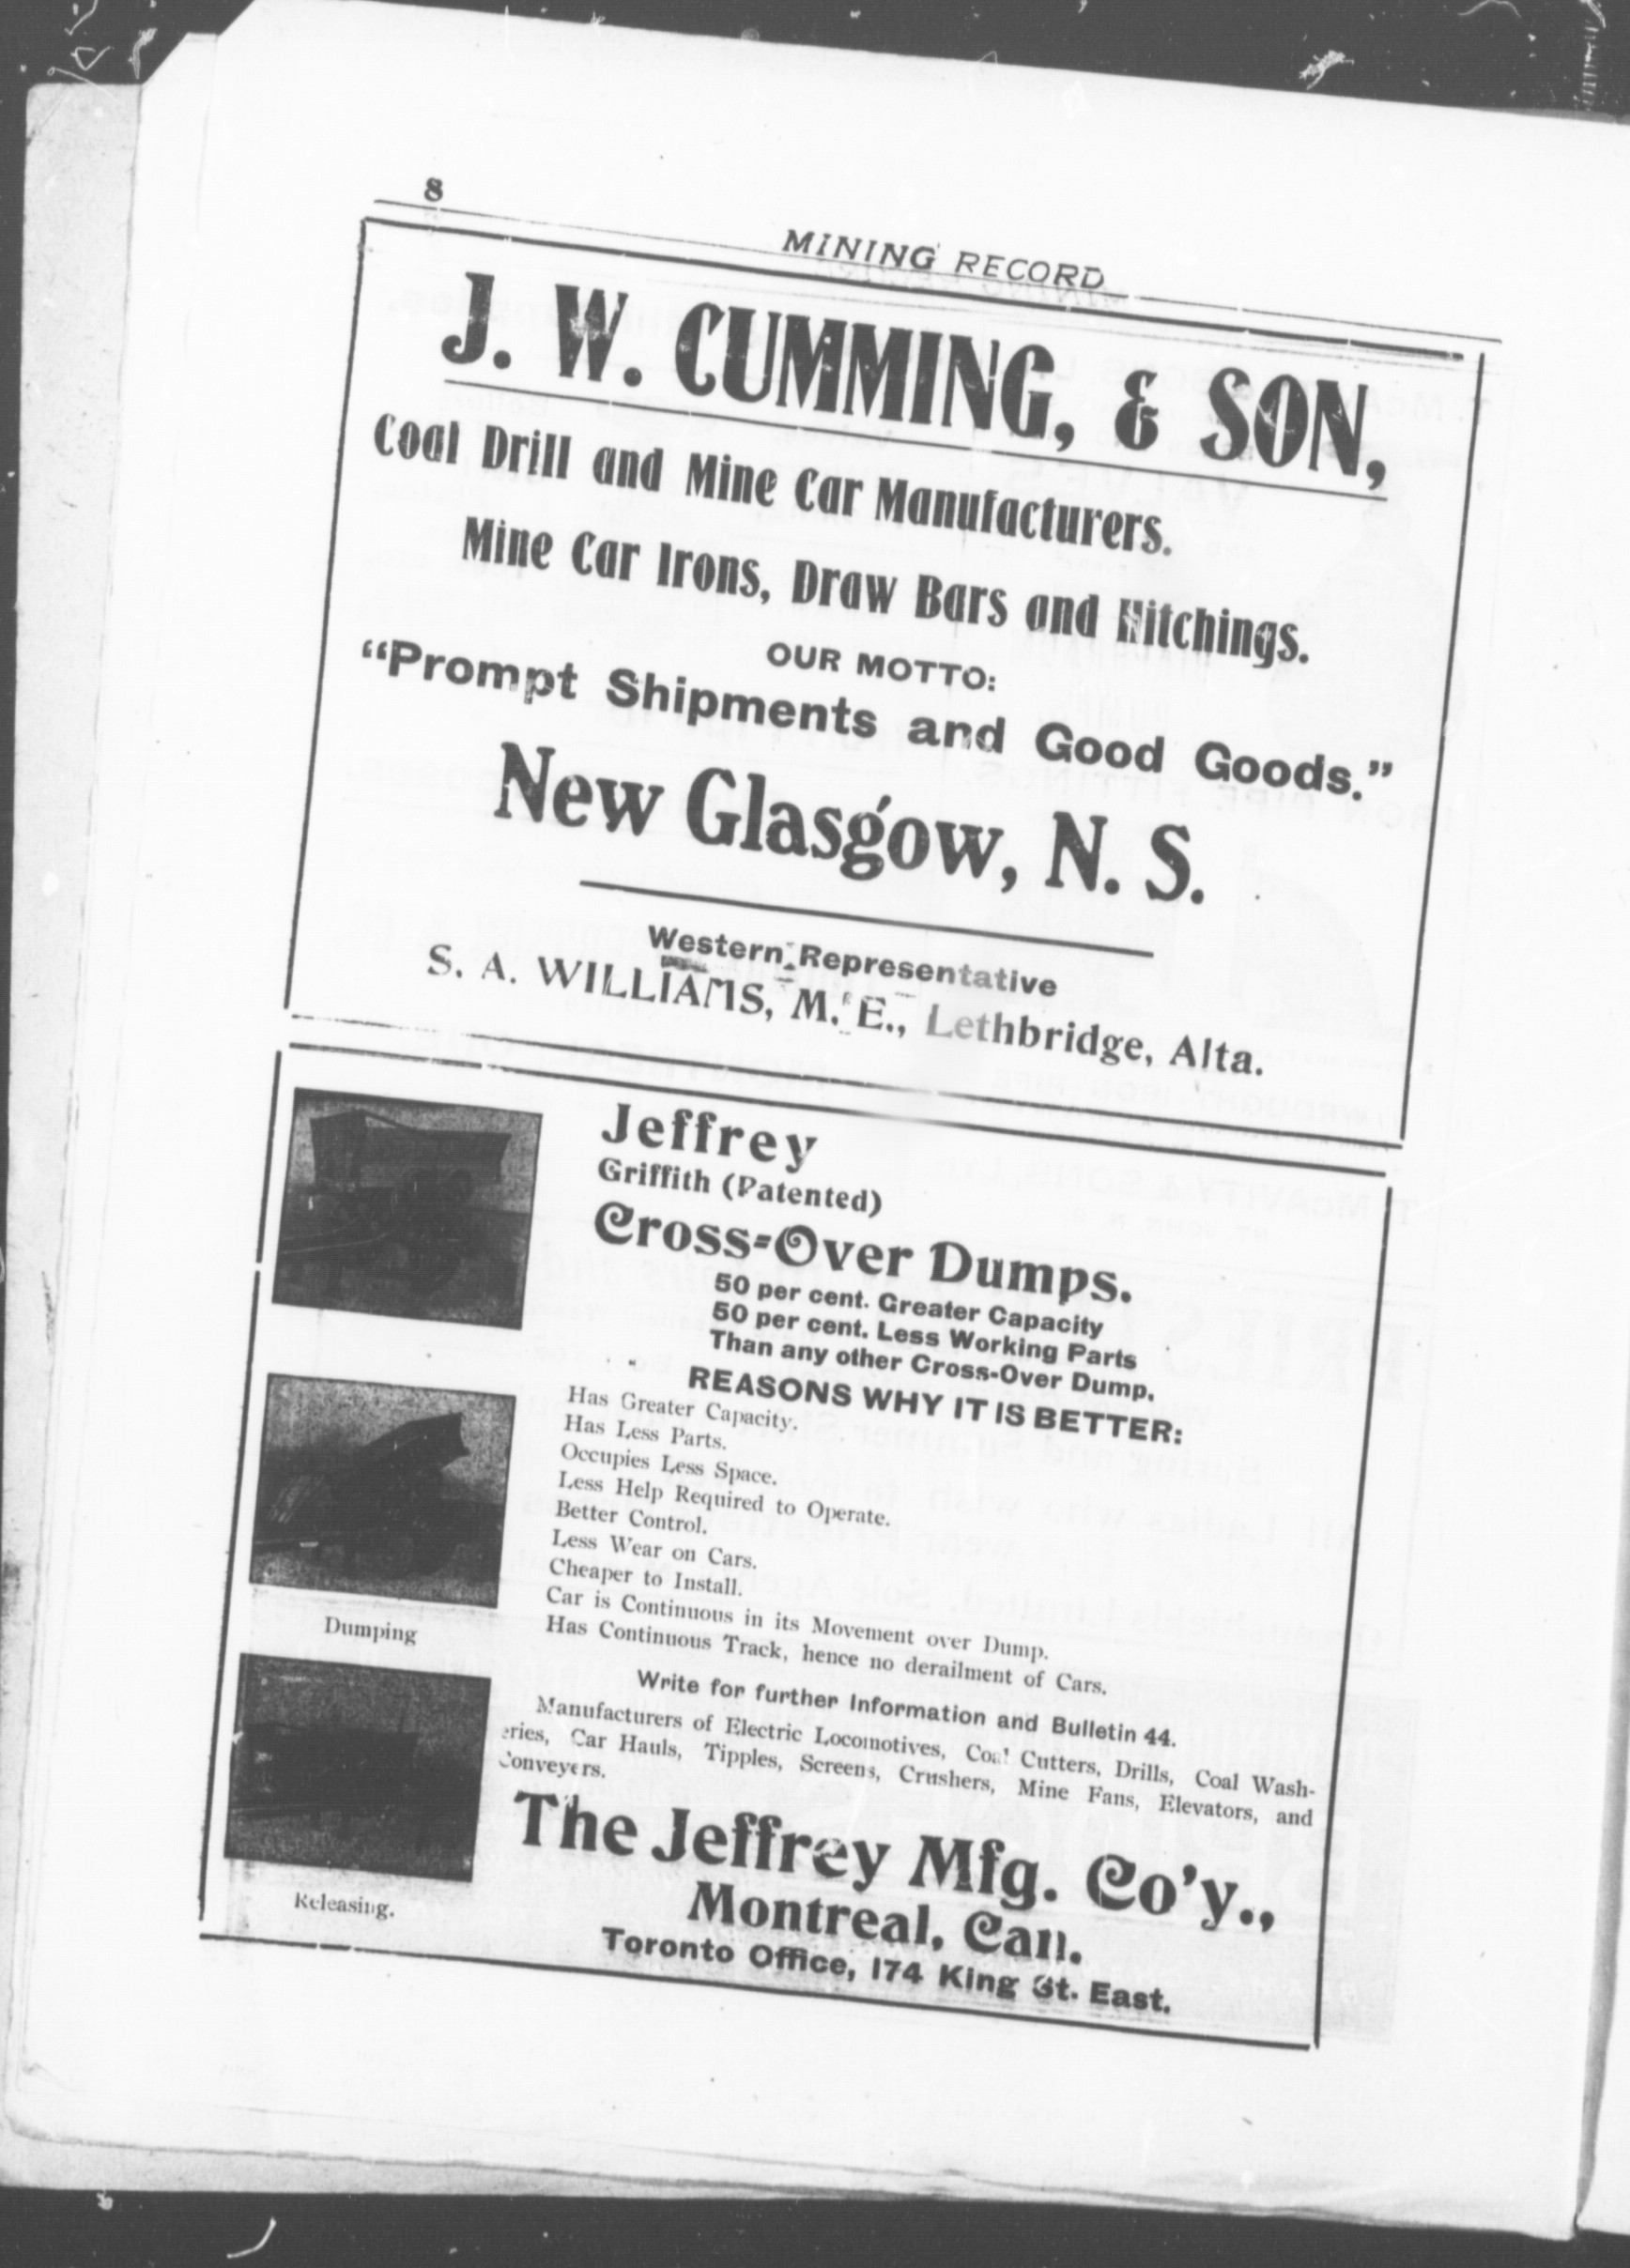 8
MINING RECORD
J. W. CUMMING, & SON,
Coal Drill and Mine Car Manufacturers.
Mine Car Irons, Draw Bars and Hitchings.
OUR MOTTO:
"Prompt Shipments and Good Goods."
New Glasgow, N. S.
Western Representative
S. A. WILLIAMS, M. E., Lethbridge, Alta.
Jeffrey
Griffith (Patented)
Cross-Over Dumps.
50 per cent. Greater Capacity
50 per cent. Less Working Parts
Than any other Cross-Over Dump.
REASONS WHY IT IS BETTER:
Has Greater Capacity.
Has Less Parts.
Occupies Less Space.
Less Help Required to Operate.
Better Control.
Less Wear on Cars.
Cheaper to Install.
Car is Continuous in its Movement over Dump.
Has Continuous Track, hence no derailment of Cars.
Dumping
Write for further Information and Bulletin 44.
Manufacturers of Electric Locomotives, Coal Cutters, Drills, Coal Wash-
eries, Car Hauls, Tipples, Screens, Crushers, Mine Fans, Elevators, and
Conveyers.
Releasing.
The Jeffrey Mfg. Co'y.,
Montreal, Can.
Toronto Office, 174 King St. East.